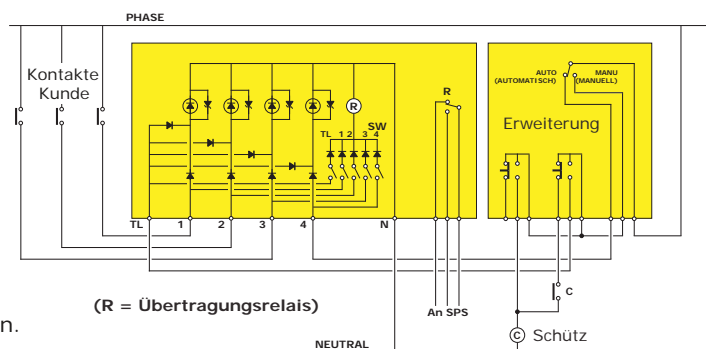 PHASE
Kontakte
Kunde
R
SW
TL 1 2 3 4
R
AUTO
(AUTOMATISCH)
MANU
(MANUELL)
Erweiterung
TL 1 2 3 4 N
C
(R = Übertragungsrelais)
An SPS
n.
C Schütz
NEUTRAL